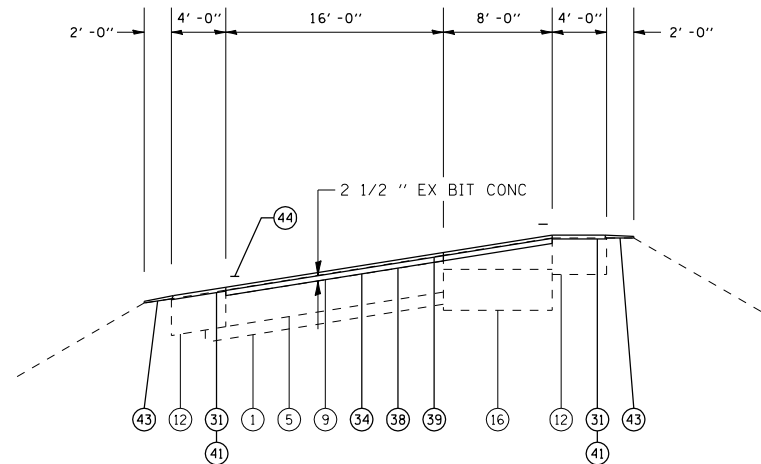 4' -0" 16' -0" 8' -0" 4' -0"
2' -0" 2' -0"
2 1/2 " EX BIT CONC
44
43 12 31 1 5 9 34 38 39 16 12 31 43
41 41